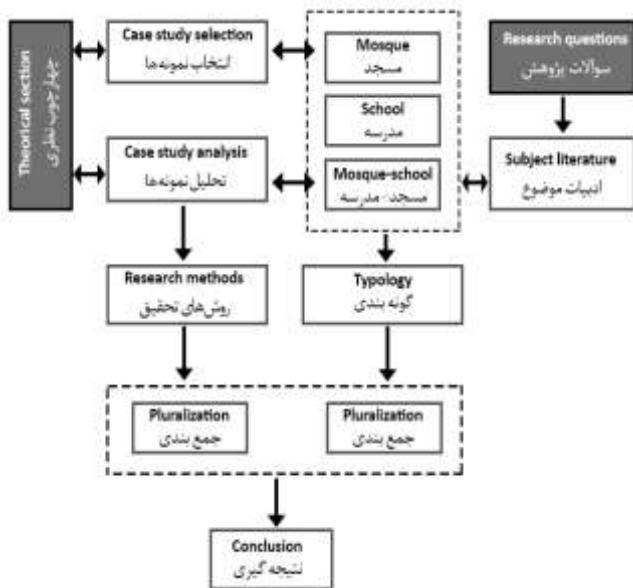 Theorical section
چهارچوب نظری
Case study selection
انتخاب نمونه‌ها
Mosque
مسجد
Research questions
سوالات پژوهش
School
مدرسه
Case study analysis
تحلیل نمونه‌ها
Mosque-school
مسجد-مدرسه
Subject literature
ادبیات موضوع
Research methods
روش‌های تحقیق
Typology
گونه بندی
Pluralization
جمع بندی
Pluralization
جمع بندی
Conclusion
نتیجه گیری